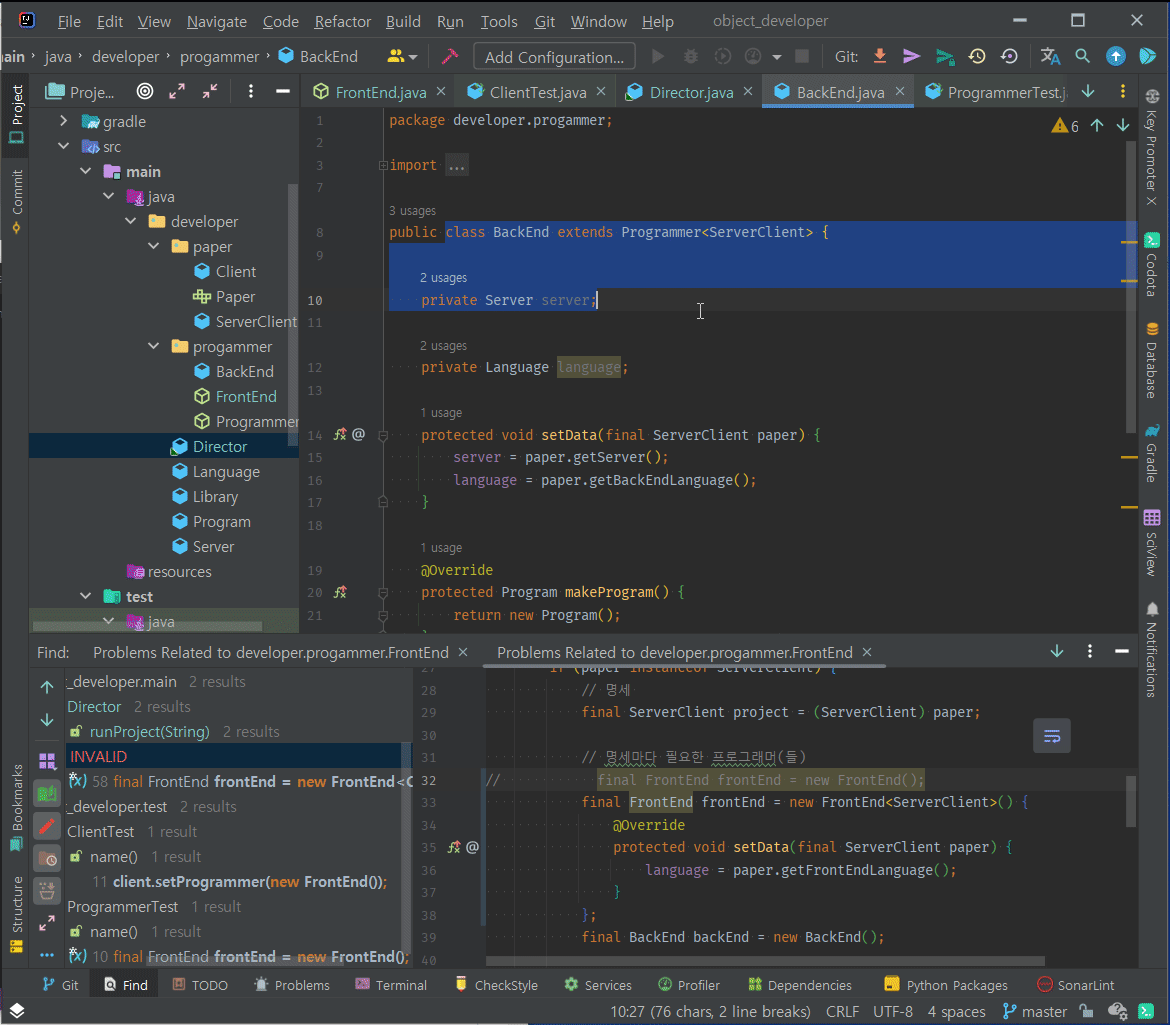 File Edit View Navigate Code Refactor Build Run Tools Git Window Help object_developer
ain java developer progammer BackEnd Add Configuration... Git:
Proje...
FrontEnd.java ClientTest.java Director.java BackEnd.java ProgrammerTest.j
Project
Commit
Bookmarks
Structure
gradle
src
main
java
developer
paper
Client
Paper
ServerClient
progammer
BackEnd
FrontEnd
Programmer
Director
Language
Library
Program
Server
resources
test
java
6
1 package developer.progammer;
2
3 import ...
7
3 usages
8 public class BackEnd extends Programmer<ServerClient> {
9
2 usages
10 private Server server;
11
2 usages
12 private Language language;
13
1 usage
14 @ protected void setData(final ServerClient paper) {
15 server = paper.getServer();
16 language = paper.getBackEndLanguage();
17 }
18
1 usage
19 @Override
20 protected Program makeProgram() {
21 return new Program();
Key Promoter X
Codota
Database
Gradle
SciView
Notifications
Find: Problems Related to developer.progammer.FrontEnd Problems Related to developer.progammer.FrontEnd
_developer.main 2 results
Director 2 results
runProject(String) 2 results
INVALID
58 final FrontEnd frontEnd = new FrontEnd<C
_developer.test 2 results
ClientTest 1 result
name() 1 result
11 client.setProgrammer(new FrontEnd());
ProgrammerTest 1 result
name() 1 result
10 final FrontEnd frontEnd = new FrontEnd();
27 if (paper instanceof ServerClient) {
28 // 명세
29 final ServerClient project = (ServerClient) paper;
30
31 // 명세마다 필요한 프로그래머(들)
32 // final FrontEnd frontEnd = new FrontEnd();
33 final FrontEnd frontEnd = new FrontEnd<ServerClient>() {
34 @Override
35 @ protected void setData(final ServerClient paper) {
36 language = paper.getFrontEndLanguage();
37 }
38 };
39 final BackEnd backEnd = new BackEnd();
40
Git Find TODO Problems Terminal CheckStyle Services Profiler Dependencies Python Packages SonarLint
10:27 (76 chars, 2 line breaks) CRLF UTF-8 4 spaces master